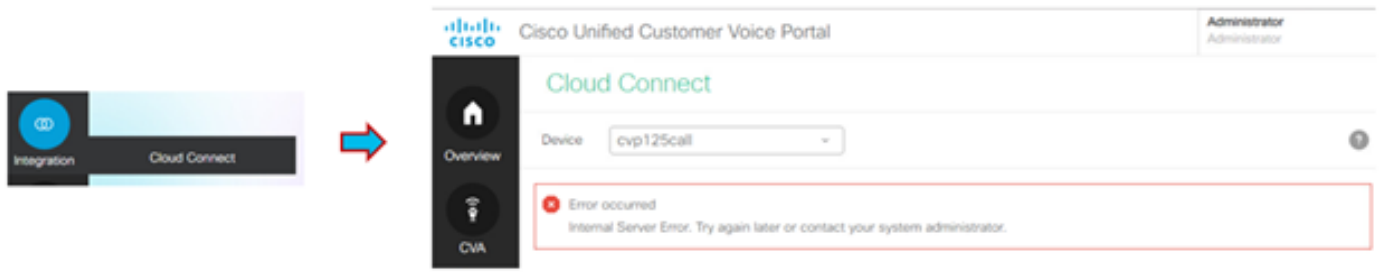 Integration
Cloud Connect
CISCO
Cisco Unified Customer Voice Portal
Administrator
Administrator
Cloud Connect
Device
cvp125call
?
Overview
Error occurred
Internal Server Error. Try again later or contact your system administrator.
CVA